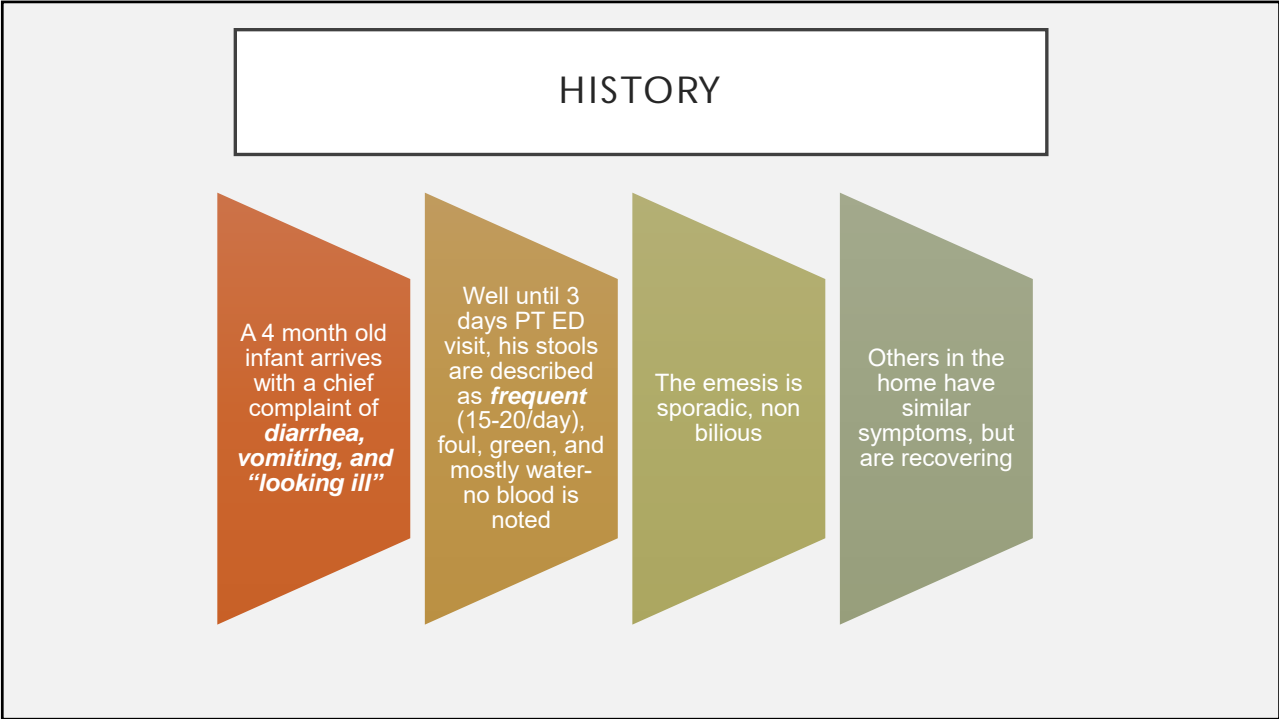 HISTORY
A 4 month old
infant arrives
with a chief
complaint of
diarrhea,
vomiting, and
“looking ill”
Well until 3
days PT ED
visit, his stools
are described
as frequent
(15-20/day),
foul, green, and
mostly water-
no blood is
noted
The emesis is
sporadic, non
bilious
Others in the
home have
similar
symptoms, but
are recovering